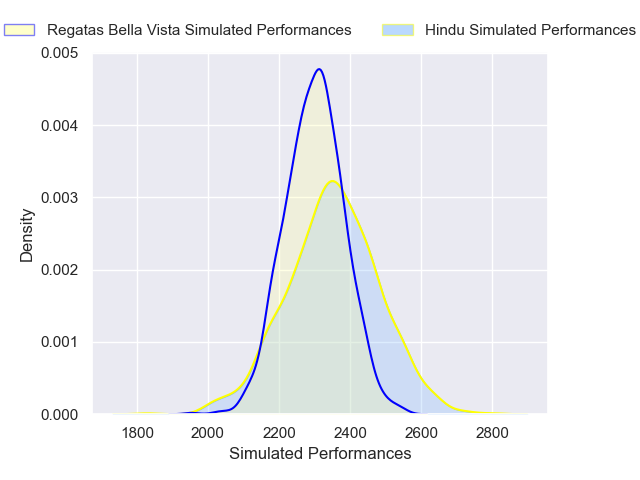 Regatas Bella Vista Simulated Performances Hindu Simulated Performances
0.005
0.004
0.003
0.002
0.001
0.000
Density
1800 2000 2200 2400 2600 2800
Simulated Performances